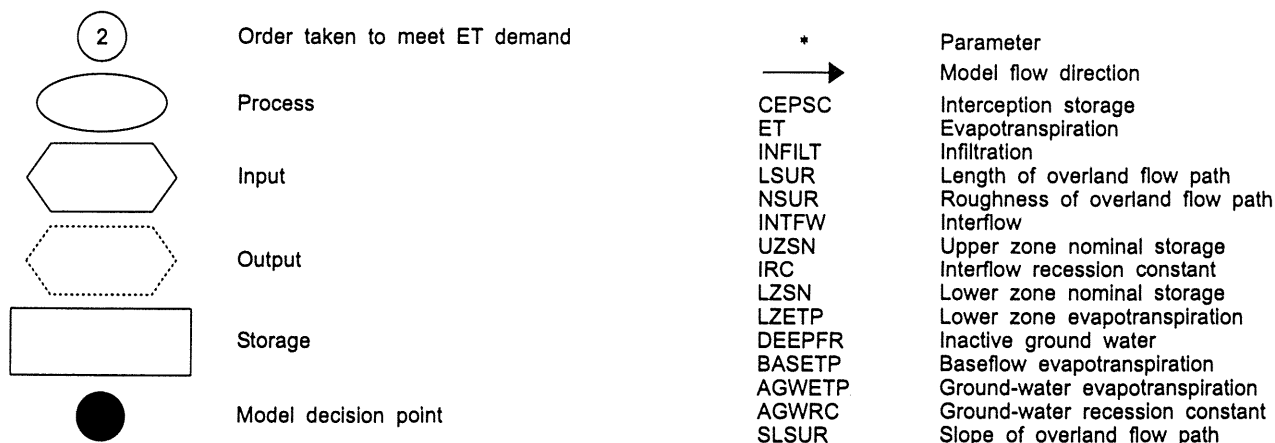 2 Order taken to meet ET demand
Process
Input
Output
Storage
Model decision point
* Parameter
Model flow direction
CEPSC Interception storage
ET Evapotranspiration
INFILT Infiltration
LSUR Length of overland flow path
NSUR Roughness of overland flow path
INTFW Interflow
UZSN Upper zone nominal storage
IRC Interflow recession constant
LZSN Lower zone nominal storage
LZETP Lower zone evapotranspiration
DEEPFR Inactive ground water
BASETP Baseflow evapotranspiration
AGWETP Ground-water evapotranspiration
AGWRC Ground-water recession constant
SLSUR Slope of overland flow path